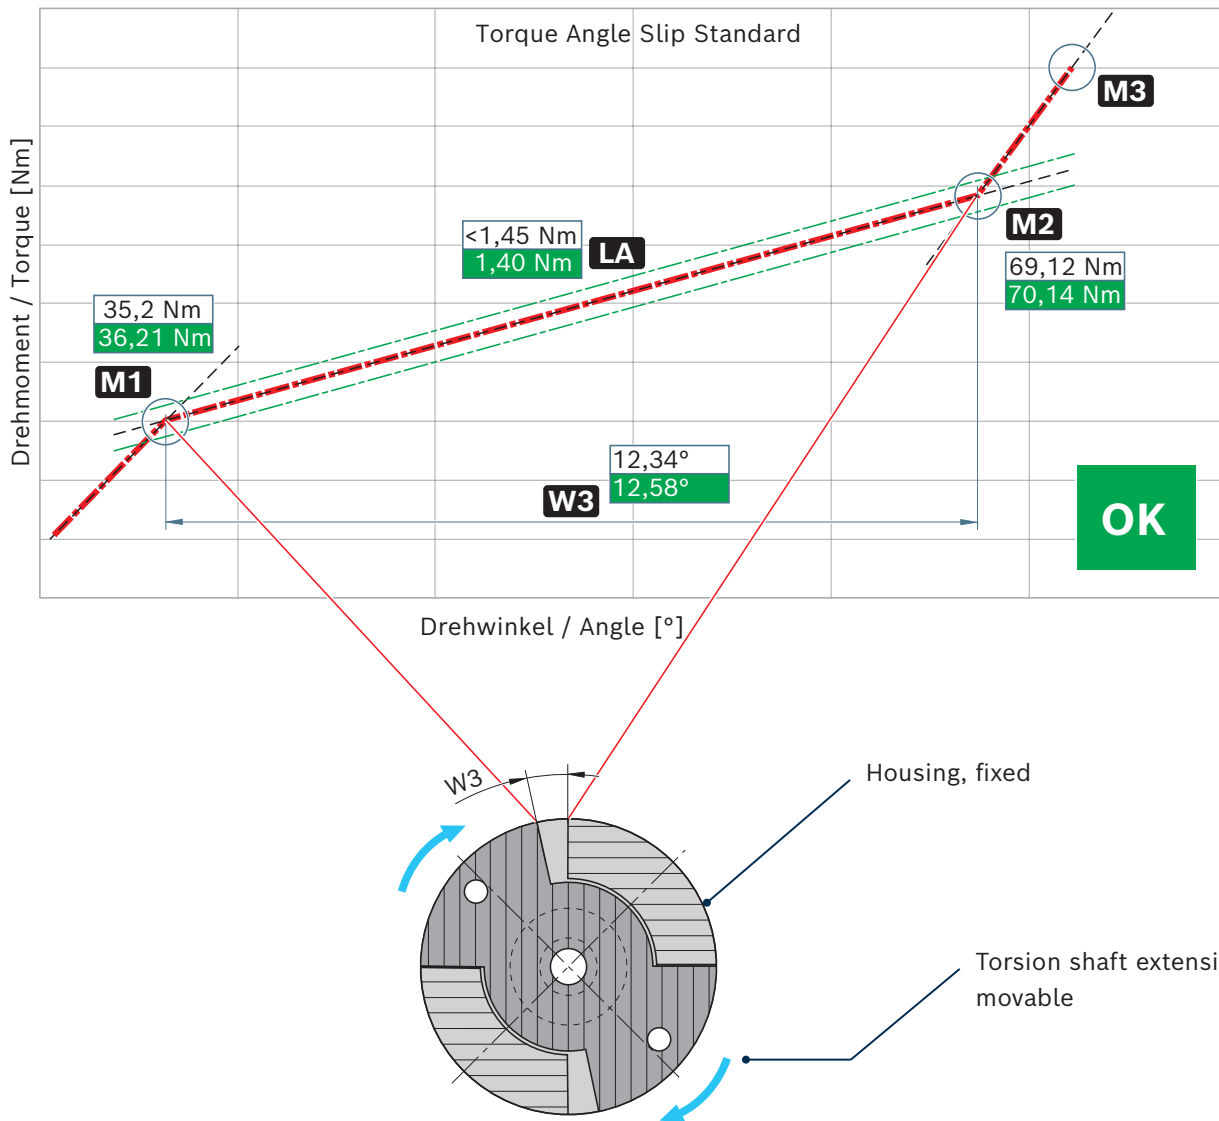 Torque Angle Slip Standard
M3
<1,45 Nm
1,40 Nm
LA
M2
69,12 Nm
70,14 Nm
35,2 Nm
36,21 Nm
M1
12,34°
12,58°
W3
OK
Drehmoment / Torque [Nm]
Drehwinkel / Angle [°]
W3
Housing, fixed
Torsion shaft extensi
movable